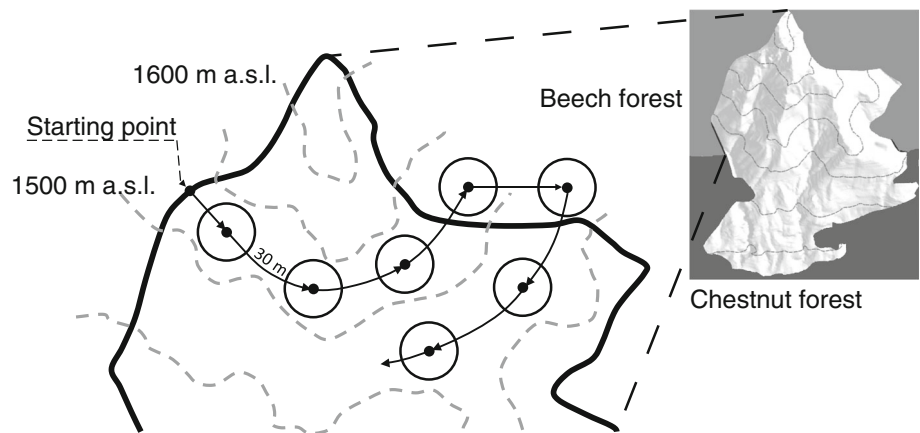 1600 m a.s.l.
Beech forest
Starting point
1500 m a.s.l.
30 m
Chestnut forest